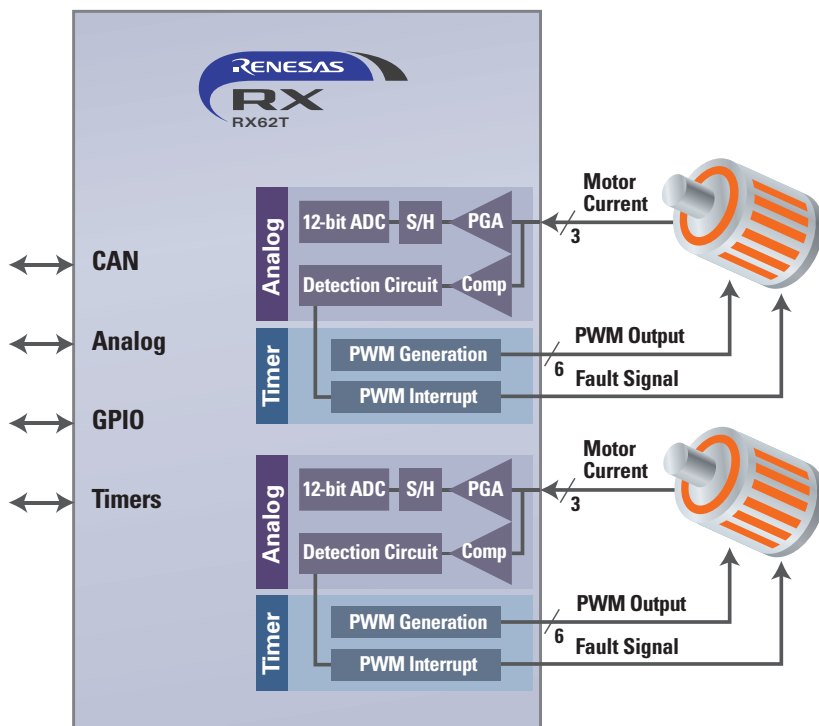 RENESAS
RX
RX62T
CAN
Analog
GPIO
Timers
Analog
12-bit ADC
S/H
PGA
Detection Circuit
Comp
Timer
PWM Generation
PWM Interrupt
Motor
Current
3
PWM Output
6
Fault Signal
Analog
12-bit ADC
S/H
PGA
Detection Circuit
Comp
Timer
PWM Generation
PWM Interrupt
Motor
Current
3
PWM Output
6
Fault Signal